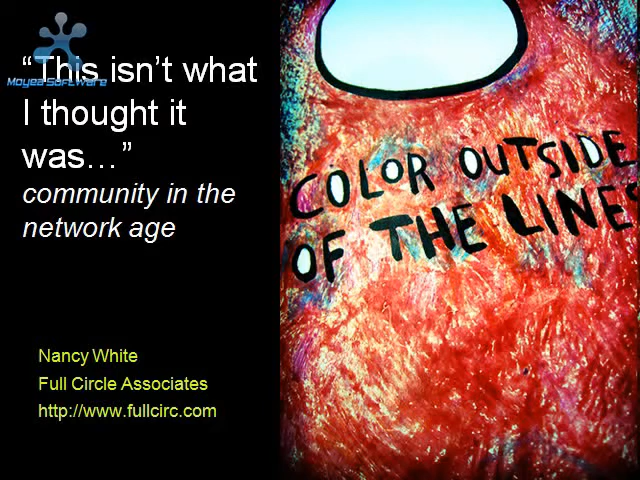 “This isn’t what
Moyea Software
I thought it
was…”
community in the
network age
COLOR OUTSIDE
OF THE LINES
Nancy White
Full Circle Associates
http://www.fullcirc.com